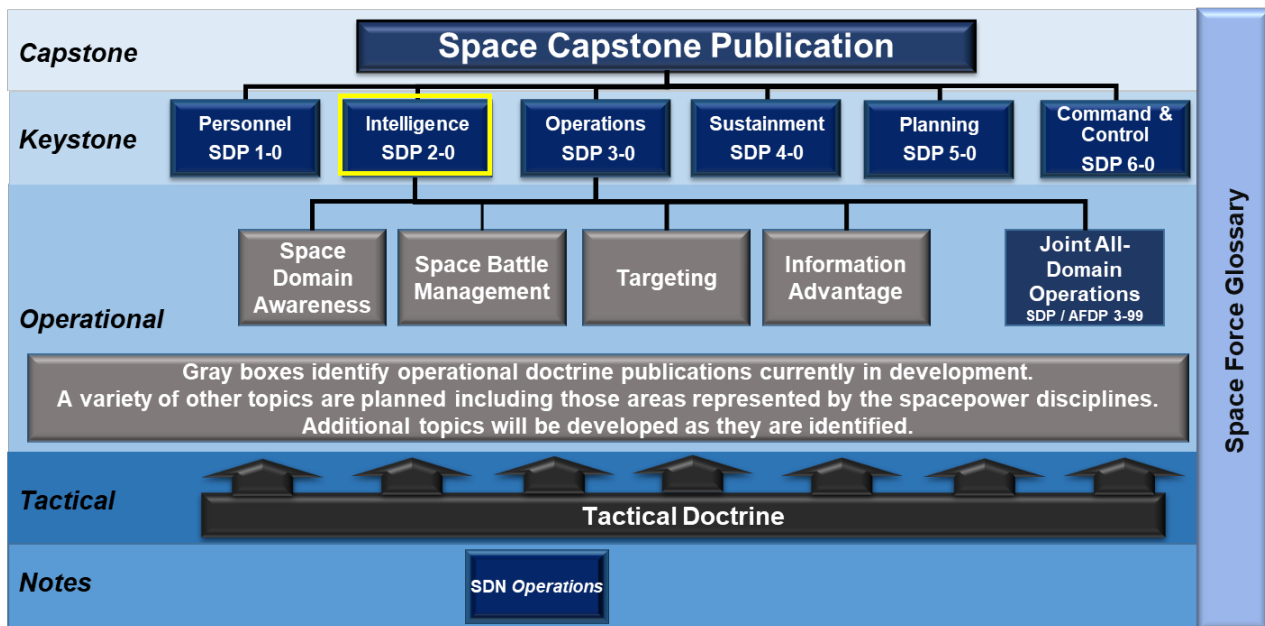 Capstone
Space Capstone Publication
Keystone
Personnel
SDP 1-0
Intelligence
SDP 2-0
Operations
SDP 3-0
Sustainment
SDP 4-0
Planning
SDP 5-0
Command &
Control
SDP 6-0
Operational
Space
Domain
Awareness
Space Battle
Management
Targeting
Information
Advantage
Joint All-
Domain
Operations
SDP / AFDP 3-99
Gray boxes identify operational doctrine publications currently in development.
A variety of other topics are planned including those areas represented by the spacepower disciplines.
Additional topics will be developed as they are identified.
Tactical
Tactical Doctrine
Notes
SDN Operations
Space Force Glossary